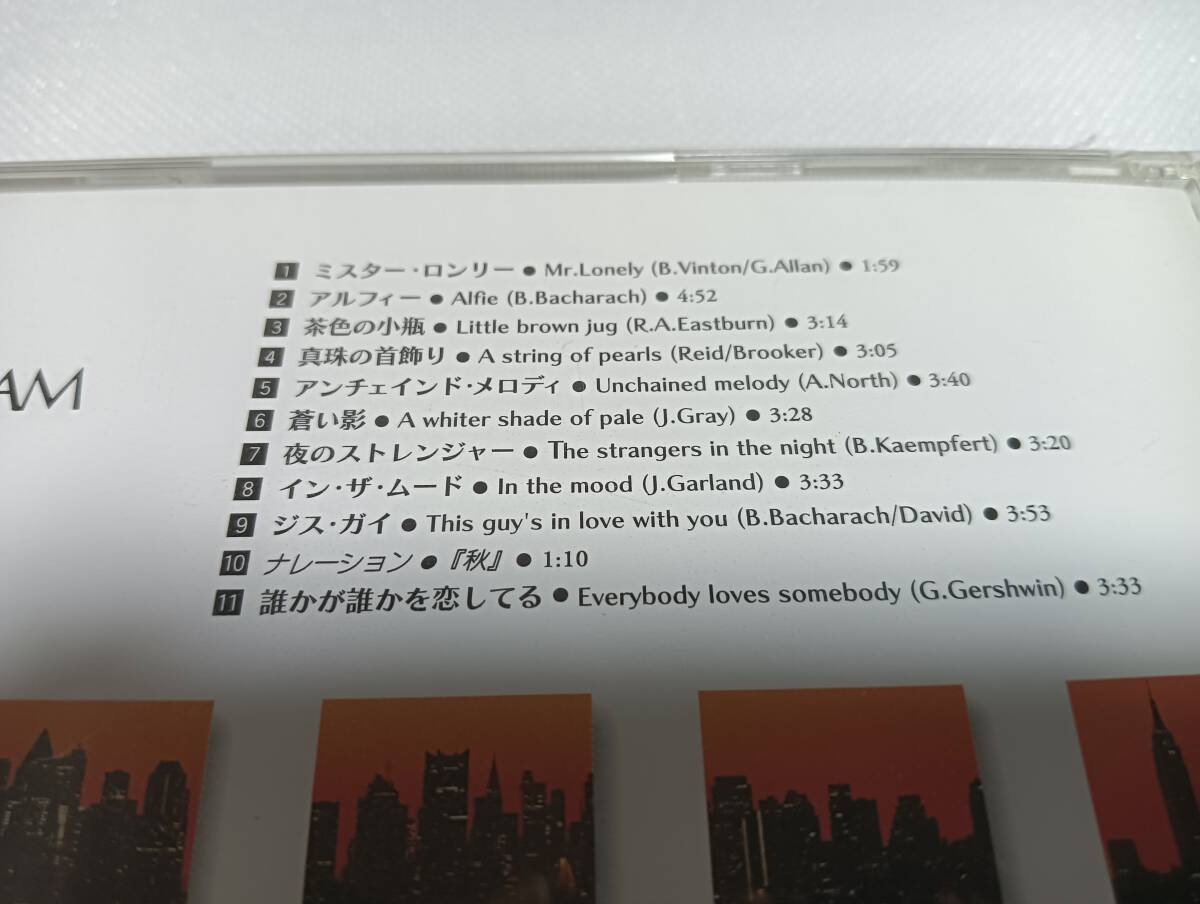 AM
1 ミスター・ロンリー ● Mr.Lonely (B.Vinton/G.Allan) ● 1:59
2 アルフィー ● Alfie (B.Bacharach) ● 4:52
3 茶色の小瓶 ● Little brown jug (R.A.Eastburn) ● 3:14
4 真珠の首飾り ● A string of pearls (Reid/Brooker) ● 3:05
5 アンチェインド・メロディ ● Unchained melody (A.North) ● 3:40
6 蒼い影 ● A whiter shade of pale (J.Gray) ● 3:28
7 夜のストレンジャー ● The strangers in the night (B.Kaempfert) ● 3:20
8 イン・ザ・ムード ● In the mood (J.Garland) ● 3:33
9 ジス・ガイ ● This guy's in love with you (B.Bacharach/David) ● 3:53
10 ナレーション ● 『秋』 ● 1:10
11 誰かが誰かを恋してる ● Everybody loves somebody (G.Gershwin) ● 3:33